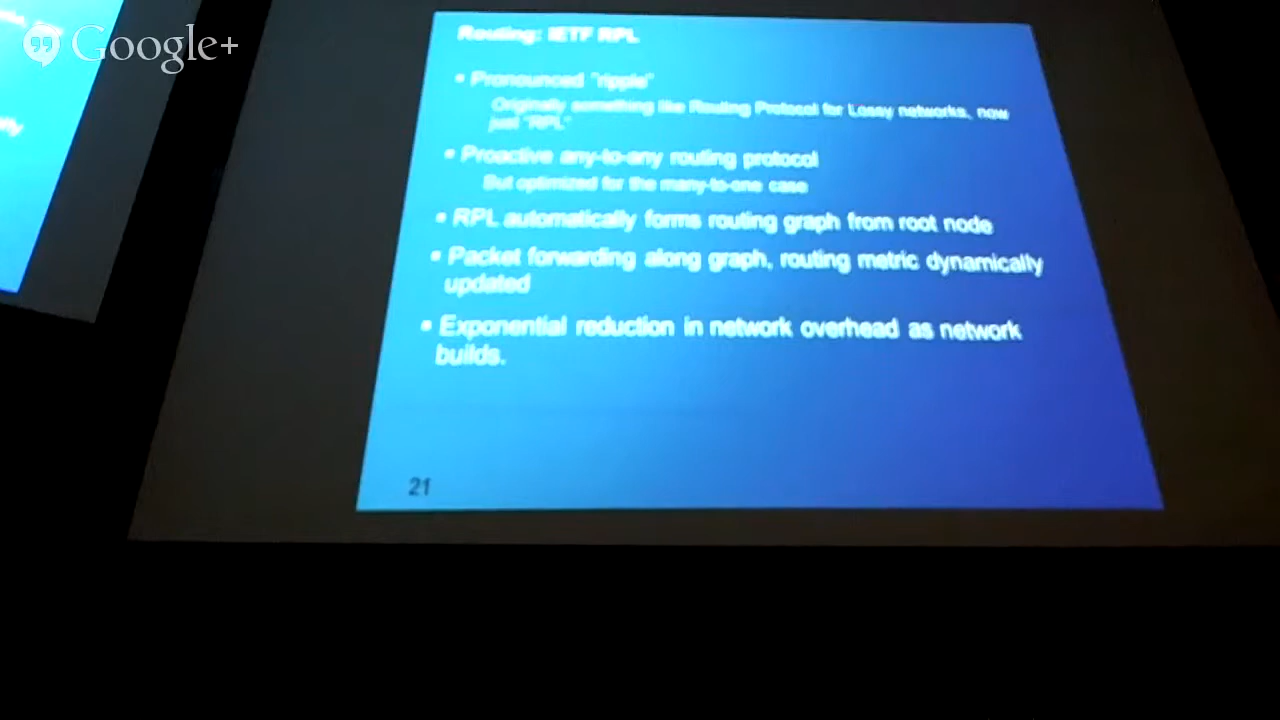 Google+
Routing: IETF RPL
• Pronounced "ripple"
Originally something like Routing Protocol for Lossy networks, now
just "RPL"
• Proactive any-to-any routing protocol
But optimized for the many-to-one case
• RPL automatically forms routing graph from root node
• Packet forwarding along graph, routing metric dynamically
updated
• Exponential reduction in network overhead as network
builds.
21